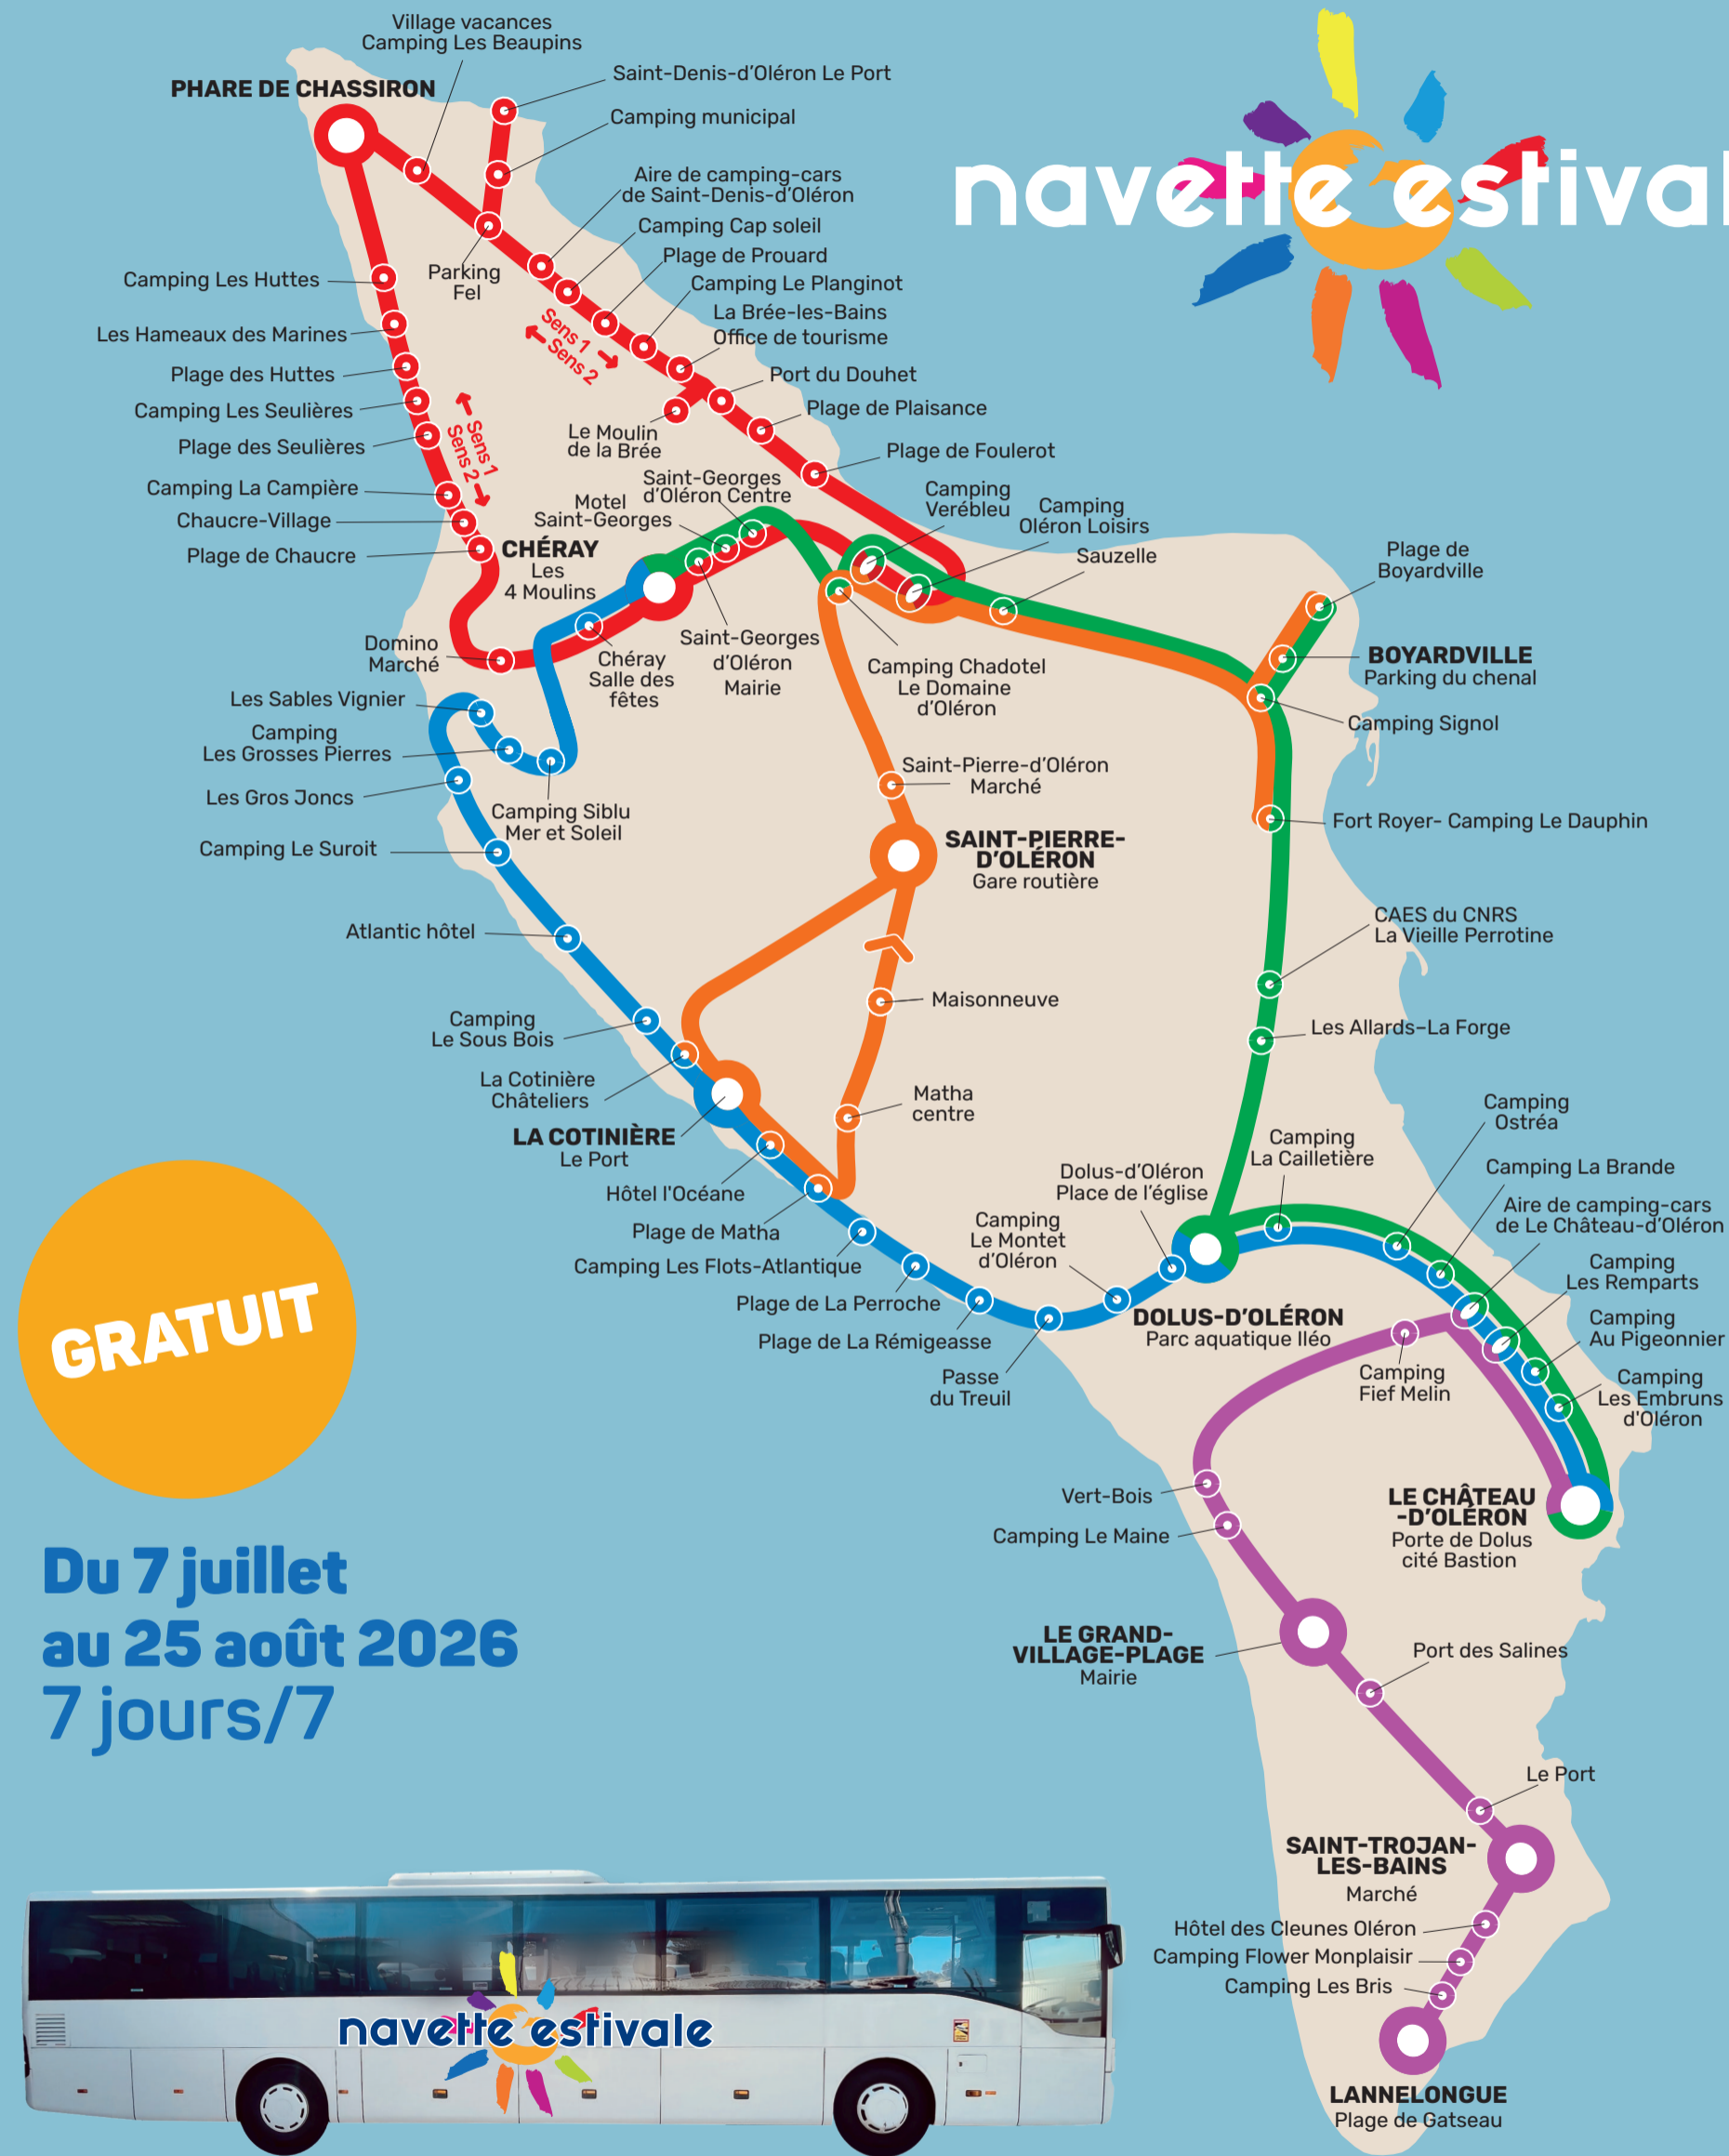 Village vacances
Camping Les Beaupins
PHARE DE CHASSIRON
Saint-Denis-d'Oléron Le Port
Camping municipal
Aire de camping-cars
de Saint-Denis-d'Oléron
Camping Cap soleil
Plage de Prouard
Camping Le Planginot
La Brée-les-Bains
Office de tourisme
Port du Douhet
Plage de Plaisance
Plage de Foulerot
navette estival
Parking
Fel
Sens 1
Sens 2
Camping Les Huttes
Les Hameaux des Marines
Plage des Huttes
Camping Les Seulières
Plage des Seulières
Camping La Campière
Chaucre-Village
Plage de Chaucre
Sens 1
Sens 2
Le Moulin
de la Brée
Saint-Georges
d'Oléron Centre
Motel
Saint-Georges
CHÉRAY
Les
4 Moulins
Camping
Verébleu
Camping
Oléron Loisirs
Sauzelle
Plage de
Boyardville
BOYARDVILLE
Parking du chenal
Camping Signol
Domino
Marché
Chéray
Salle des
fêtes
Saint-Georges
d'Oléron
Mairie
Camping Chadotel
Le Domaine
d'Oléron
Les Sables Vignier
Camping
Les Grosses Pierres
Les Gros Joncs
Camping Siblu
Mer et Soleil
Camping Le Suroit
Saint-Pierre-d'Oléron
Marché
SAINT-PIERRE-
D'OLÉRON
Gare routière
Fort Royer- Camping Le Dauphin
CAES du CNRS
La Vieille Perrotine
Les Allards-La Forge
Atlantic hôtel
Camping
Le Sous Bois
La Cotinière
Châteliers
LA COTINIÈRE
Le Port
Maisonneuve
Matha
centre
Hôtel l'Océane
Plage de Matha
Camping Les Flots-Atlantique
Plage de La Perroche
Plage de La Rémigeasse
Passe
du Treuil
Camping
Le Montet
d'Oléron
Dolus-d'Oléron
Place de l'église
Camping
La Cailletière
DOLUS-D'OLÉRON
Parc aquatique Iléo
Camping
Ostréa
Camping La Brande
Aire de camping-cars
de Le Château-d'Oléron
Camping
Les Remparts
Camping
Au Pigeonnier
Camping
Les Embruns
d'Oléron
Camping
Fief Melin
LE CHÂTEAU
-D'OLÉRON
Porte de Dolus
cité Bastion
Vert-Bois
Camping Le Maine
LE GRAND-
VILLAGE-PLAGE
Mairie
Port des Salines
Le Port
SAINT-TROJAN-
LES-BAINS
Marché
Hôtel des Cleunes Oléron
Camping Flower Monplaisir
Camping Les Bris
LANNELONGUE
Plage de Gatseau
GRATUIT
Du 7 juillet
au 25 août 2026
7 jours/7
navette estivale